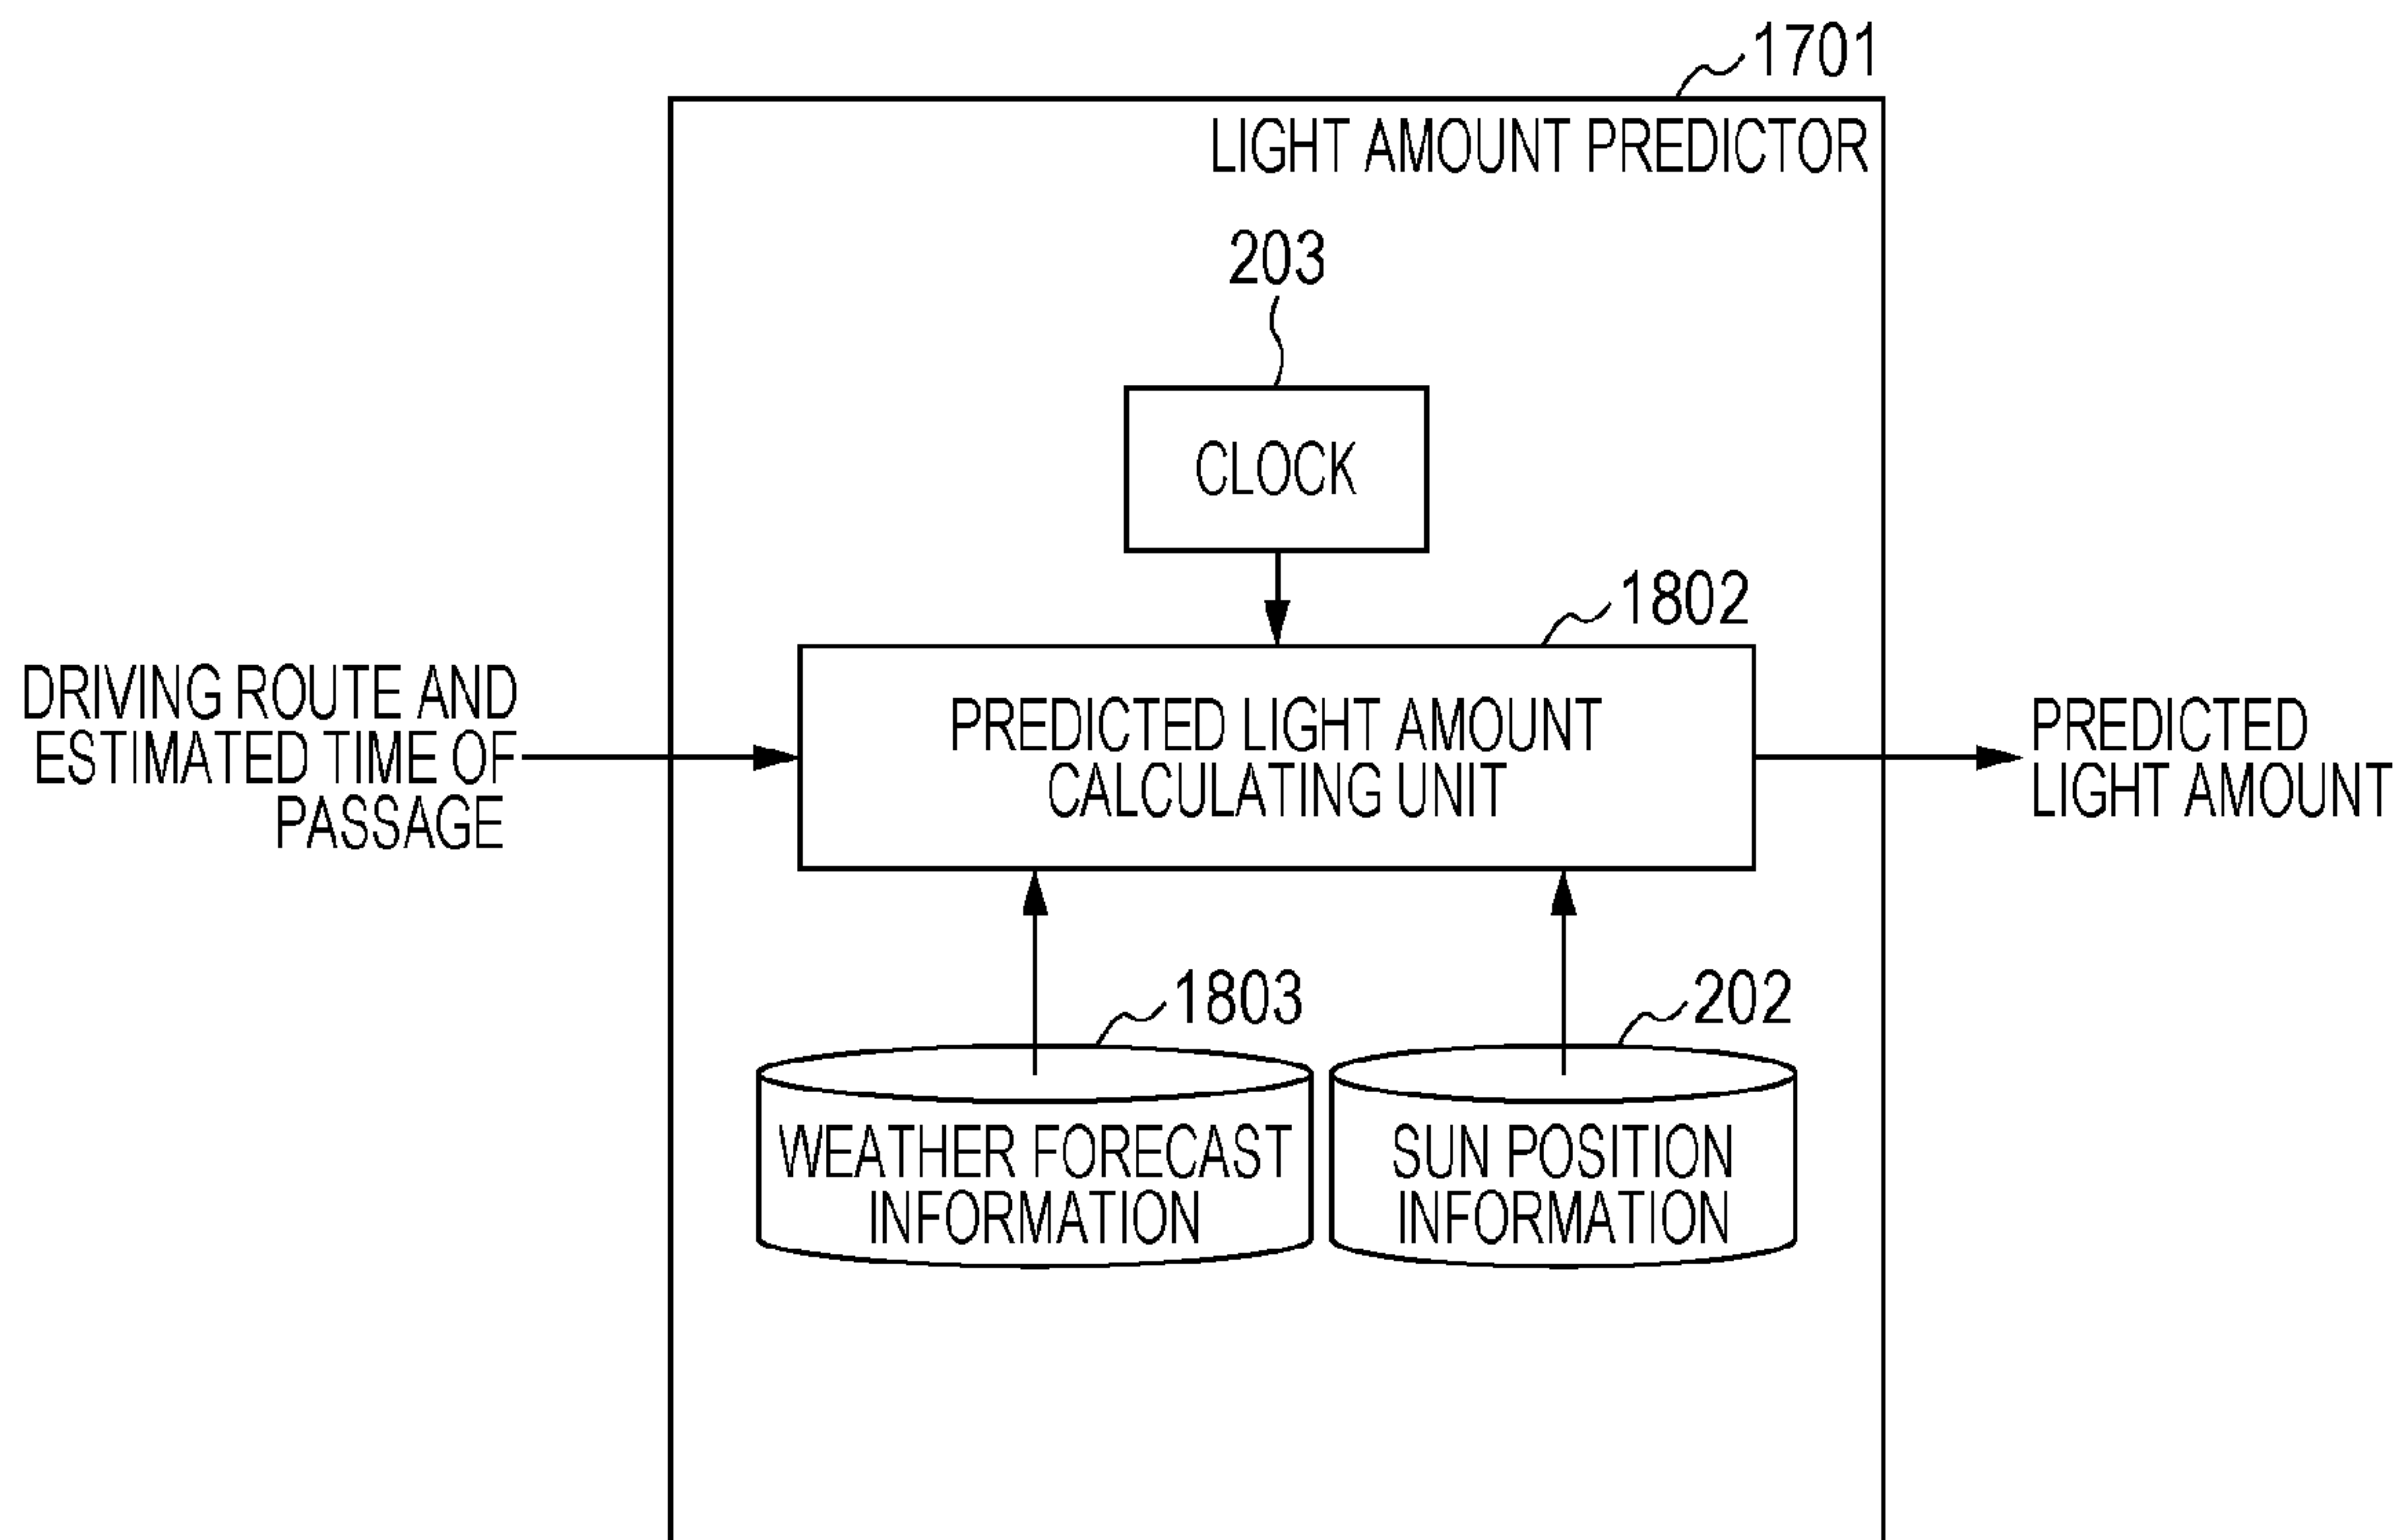 1701
LIGHT AMOUNT PREDICTOR
203
CLOCK
1802
DRIVING ROUTE AND
ESTIMATED TIME OF
PASSAGE
PREDICTED LIGHT AMOUNT
CALCULATING UNIT
PREDICTED
LIGHT AMOUNT
1803
202
WEATHER FORECAST
INFORMATION
SUN POSITION
INFORMATION